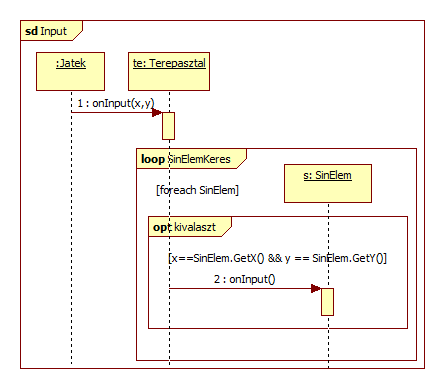 sd Input
:Jatek
te: Terepasztal
1 : onInput(x,y)
loop SinElemKeres
s: SinElem
[foreach SinElem]
opt kivalaszt
[x==SinElem.GetX() && y == SinElem.GetY()]
2 : onInput()